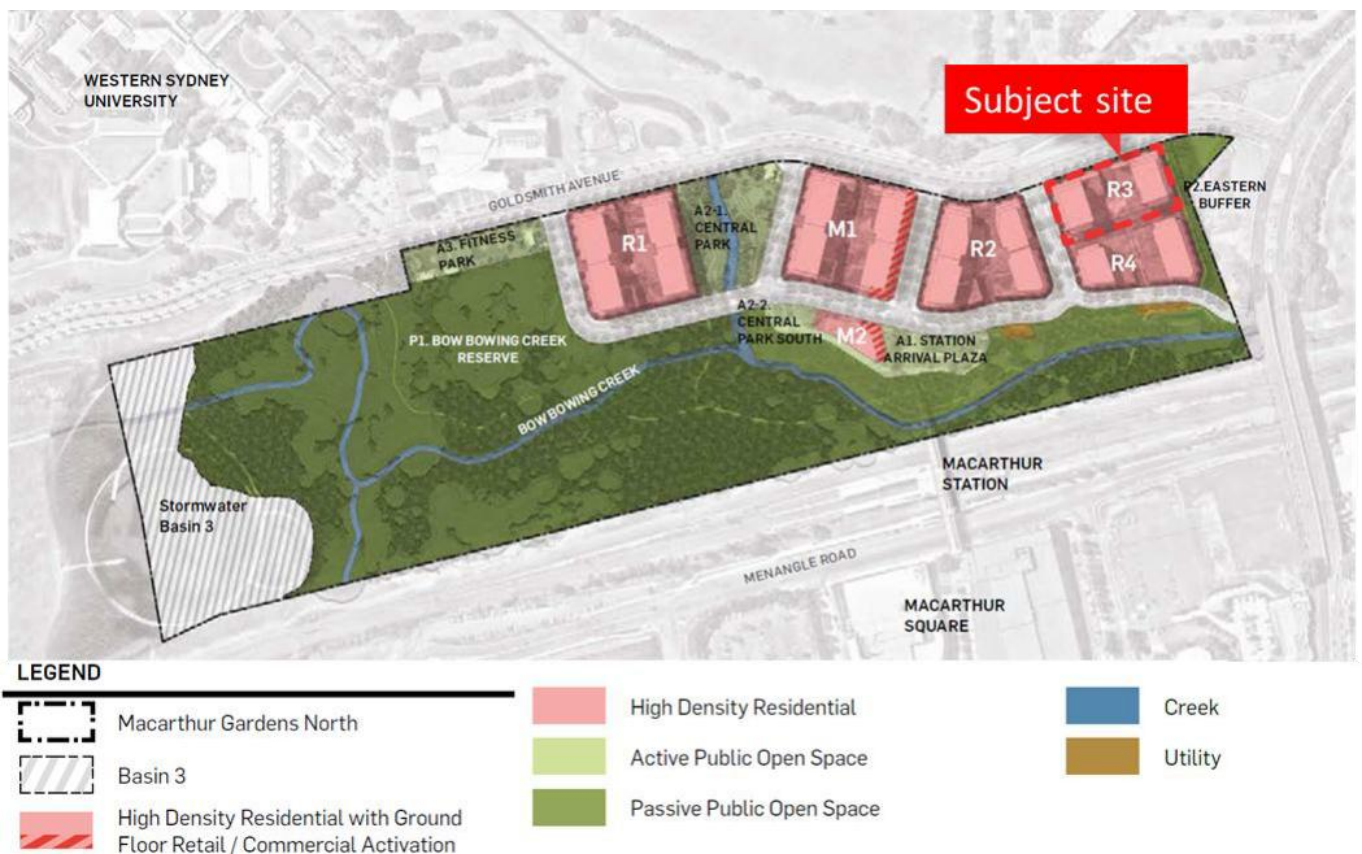 WESTERN SYDNEY
UNIVERSITY
Subject site
GOLDSMITH AVENUE
A3. FITNESS
PARK
R1
A2-1.
CENTRAL
PARK
M1
R2
R3
R4
P2.EASTERN
BUFFER
P1. BOW BOWING CREEK
RESERVE
A2-2.
CENTRAL
PARK SOUTH
M2
A1. STATION
ARRIVAL PLAZA
BOW BOWING CREEK
MACARTHUR
STATION
Stormwater
Basin 3
MENANGLE ROAD
MACARTHUR
SQUARE
LEGEND
Macarthur Gardens North
Basin 3
High Density Residential with Ground
Floor Retail / Commercial Activation
High Density Residential
Active Public Open Space
Passive Public Open Space
Creek
Utility